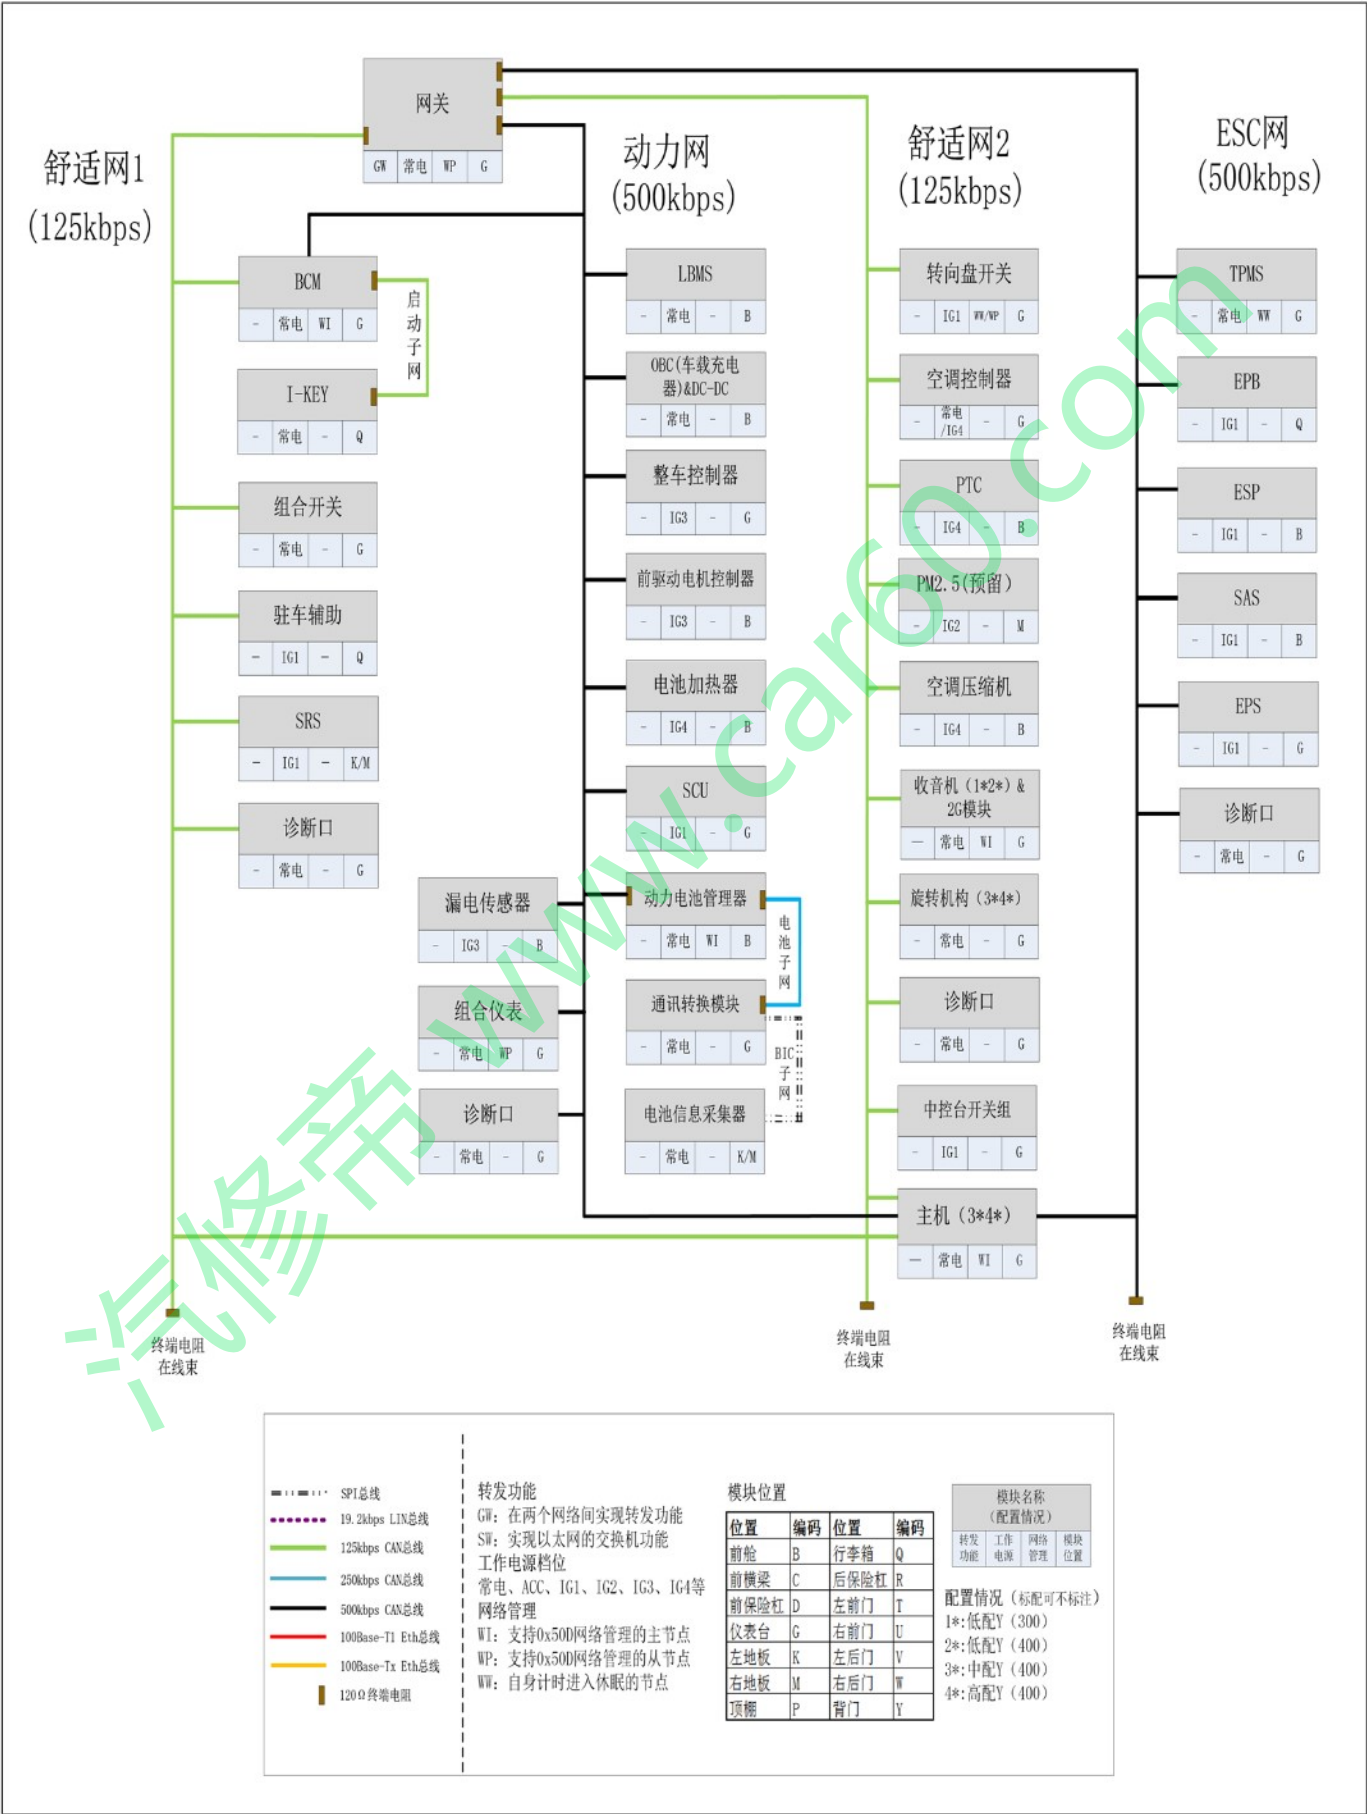 网关
GW 常电 WP G
舒适网1
(125kbps)
动力网
(500kbps)
舒适网2
(125kbps)
ESC网
(500kbps)
BCM
- 常电 WI G
启动子网
I-KEY
- 常电 - Q
组合开关
- 常电 - G
驻车辅助
- IG1 - Q
SRS
- IG1 - K/M
诊断口
- 常电 - G
漏电传感器
- IG3 - B
组合仪表
- 常电 WP G
诊断口
- 常电 - G
LBMS
- 常电 - B
OBC(车载充电
器)&DC-DC
- 常电 - B
整车控制器
- IG3 - G
前驱动电机控制器
- IG3 - B
电池加热器
- IG4 - B
SCU
- IG1 - G
动力电池管理器
- 常电 WI B
电池子网
通讯转换模块
- 常电 - G
BIC子网
电池信息采集器
- 常电 - K/M
转向盘开关
- IG1 WW/WP G
空调控制器
- 常电/IG4 - G
PTC
- IG4 - B
PM2.5(预留)
- IG2 - M
空调压缩机
- IG4 - B
收音机（1*2*）&
2G模块
— 常电 WI G
旋转机构（3*4*）
- 常电 - G
诊断口
- 常电 - G
中控台开关组
- IG1 - G
主机（3*4*）
— 常电 WI G
TPMS
- 常电 WW G
EPB
- IG1 - Q
ESP
- IG1 - B
SAS
- IG1 - B
EPS
- IG1 - G
诊断口
- 常电 - G
终端电阻
在线束
终端电阻
在线束
终端电阻
在线束
汽修帝 www.car60.com
SPI总线
19.2kbps LIN总线
125kbps CAN总线
250kbps CAN总线
500kbps CAN总线
100Base-T1 Eth总线
100Base-Tx Eth总线
120Ω终端电阻
转发功能
GW: 在两个网络间实现转发功能
SW: 实现以太网的交换机功能
工作电源档位
常电、ACC、IG1、IG2、IG3、IG4等
网络管理
WI: 支持0x50D网络管理的主节点
WP: 支持0x50D网络管理的从节点
WW: 自身计时进入休眠的节点
模块位置
位置 编码 位置 编码
前舱 B 行李箱 Q
前横梁 C 后保险杠 R
前保险杠 D 左前门 T
仪表台 G 右前门 U
左地板 K 左后门 V
右地板 M 右后门 W
顶棚 P 背门 Y
模块名称
（配置情况）
转发功能 工作电源 网络管理 模块位置
配置情况（标配可不标注）
1*:低配Y（300）
2*:低配Y（400）
3*:中配Y（400）
4*:高配Y（400）